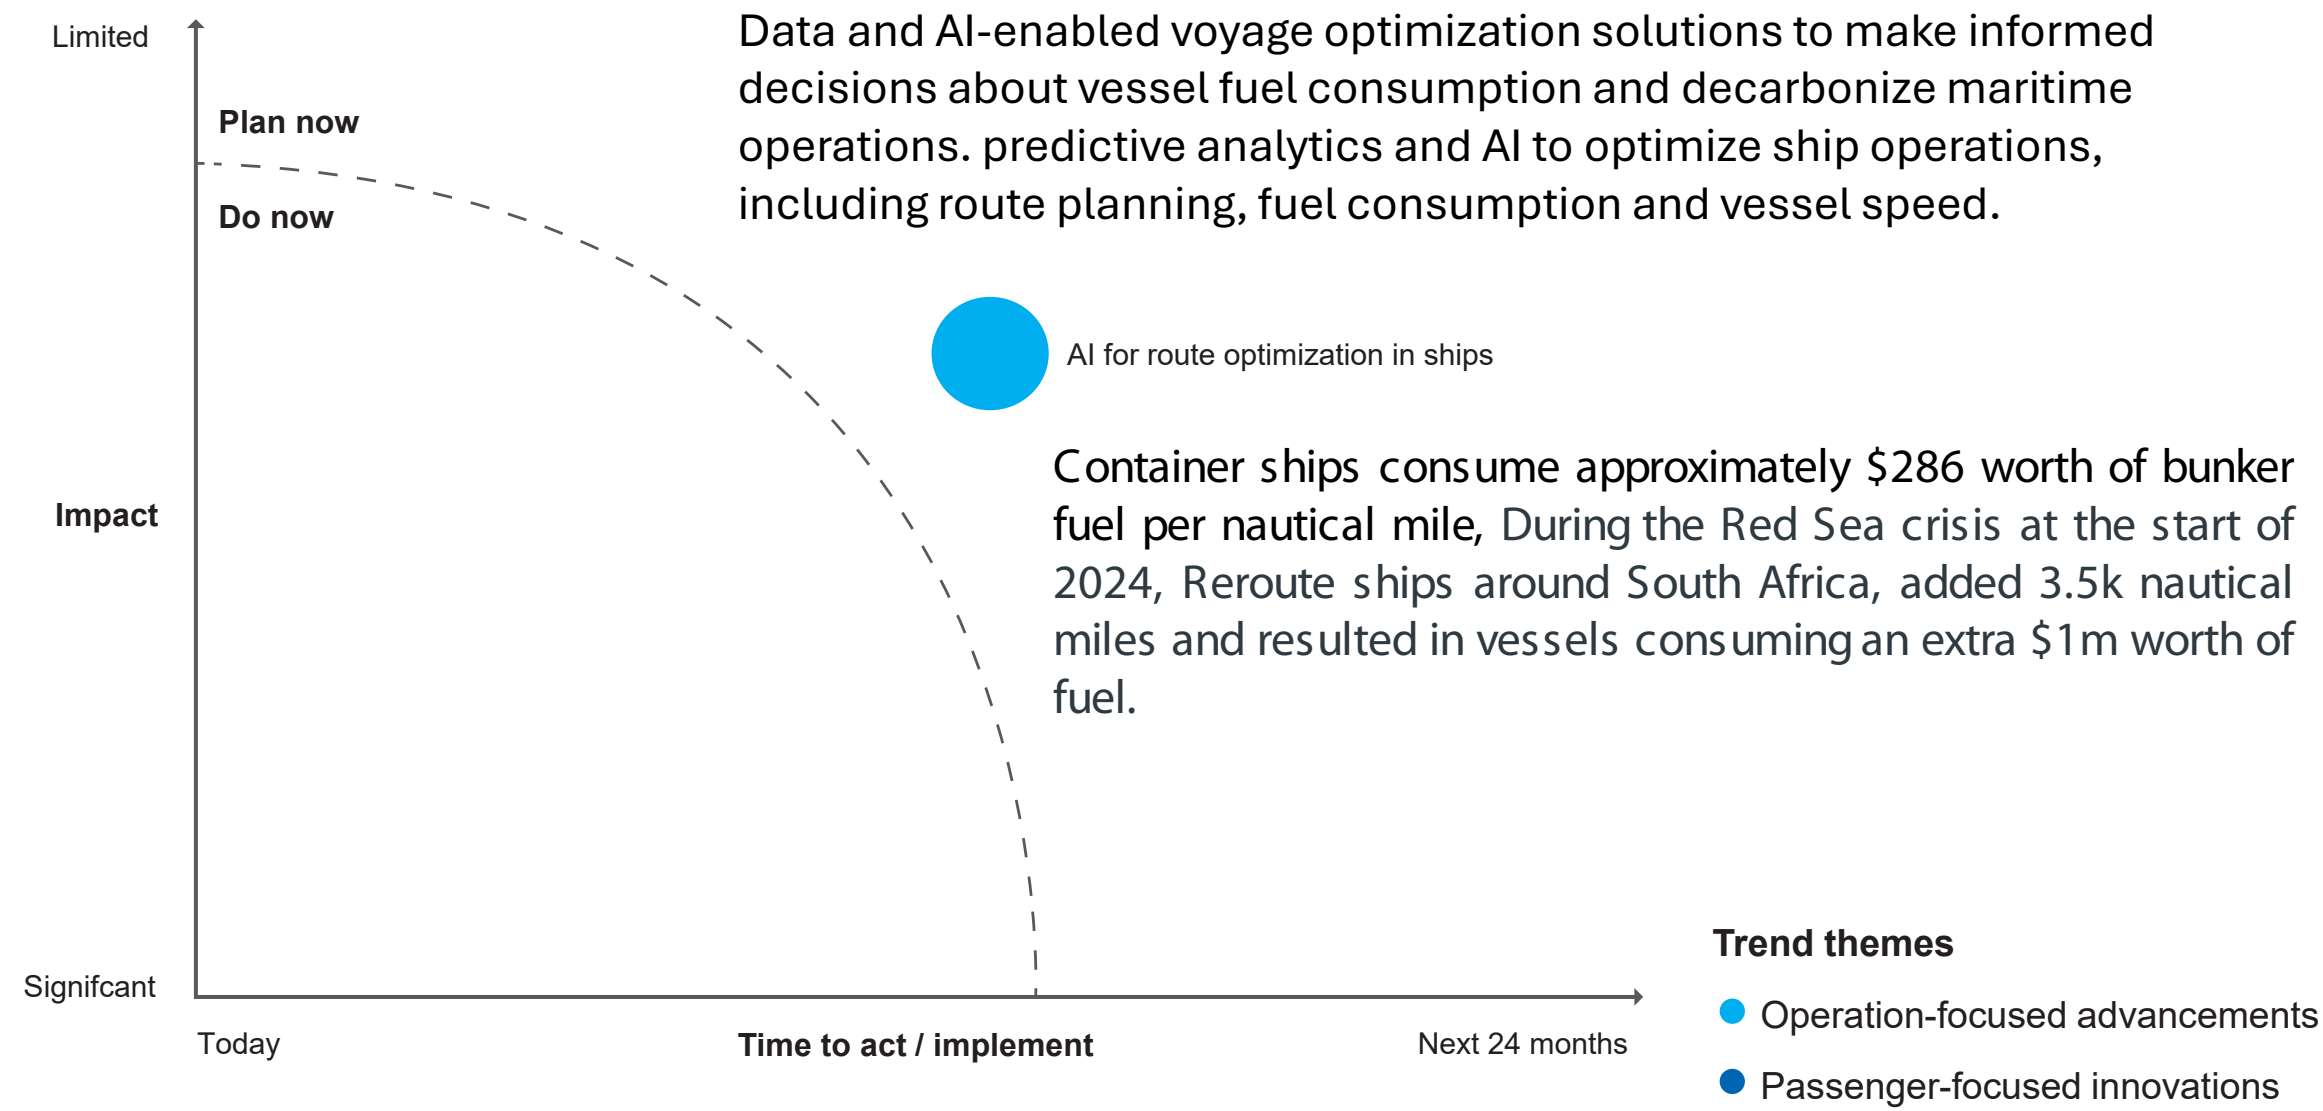 Limited
Data and AI-enabled voyage optimization solutions to make informed
decisions about vessel fuel consumption and decarbonize maritime
operations. predictive analytics and AI to optimize ship operations,
including route planning, fuel consumption and vessel speed.
Plan now
Do now
AI for route optimization in ships
Container ships consume approximately $286 worth of bunker
fuel per nautical mile, During the Red Sea crisis at the start of
2024, Reroute ships around South Africa, added 3.5k nautical
miles and resulted in vessels consuming an extra $1m worth of
fuel.
Impact
Signifcant
Today
Time to act / implement
Next 24 months
Trend themes
Operation-focused advancements
Passenger-focused innovations